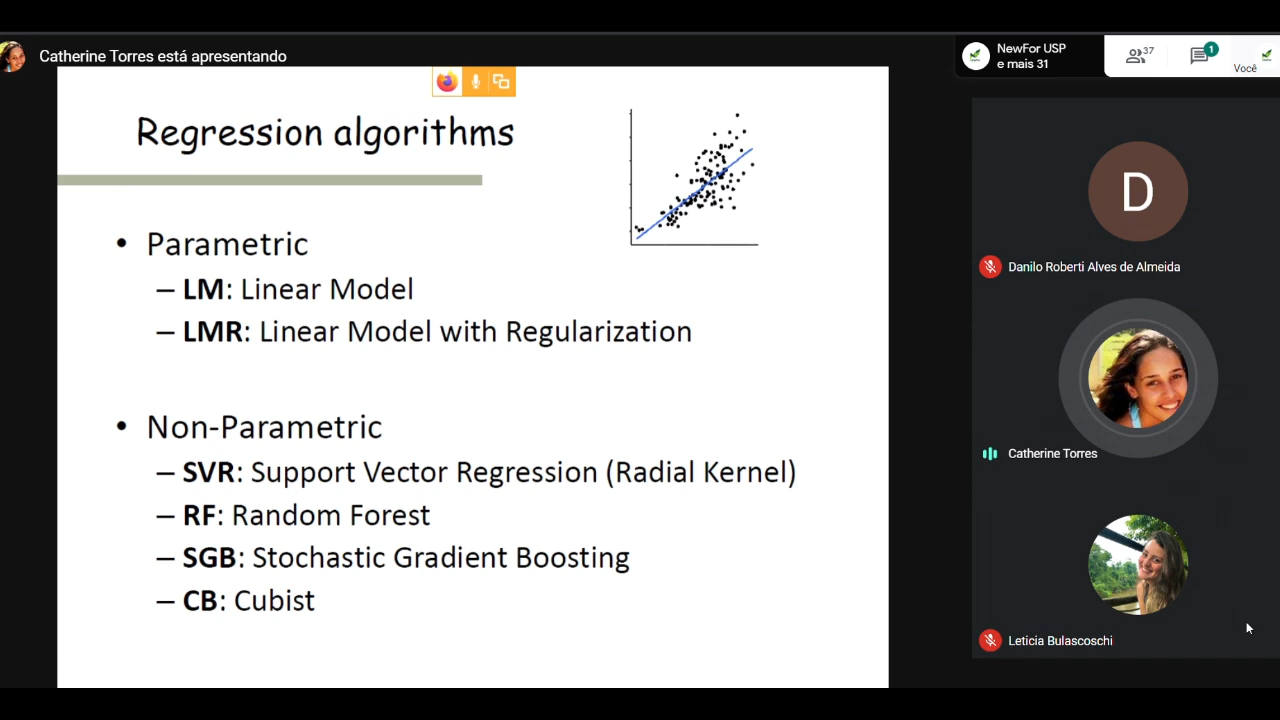 Catherine Torres está apresentando
NewFor USP
e mais 31
37
1
Você
Regression algorithms
• Parametric
– LM: Linear Model
– LMR: Linear Model with Regularization
• Non-Parametric
– SVR: Support Vector Regression (Radial Kernel)
– RF: Random Forest
– SGB: Stochastic Gradient Boosting
– CB: Cubist
D
Danilo Roberti Alves de Almeida
Catherine Torres
Leticia Bulascoschi